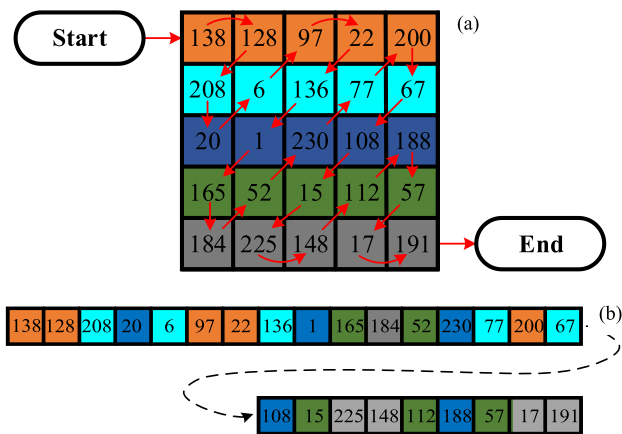 (a)
Start 138 128 97 22 200
208 6 136 77 67
20 1 230 108 188
165 52 15 112 57
184 225 148 17 191 End
(b)
138 128 208 20 6 97 22 136 1 165 184 52 230 77 200 67
108 15 225 148 112 188 57 17 191